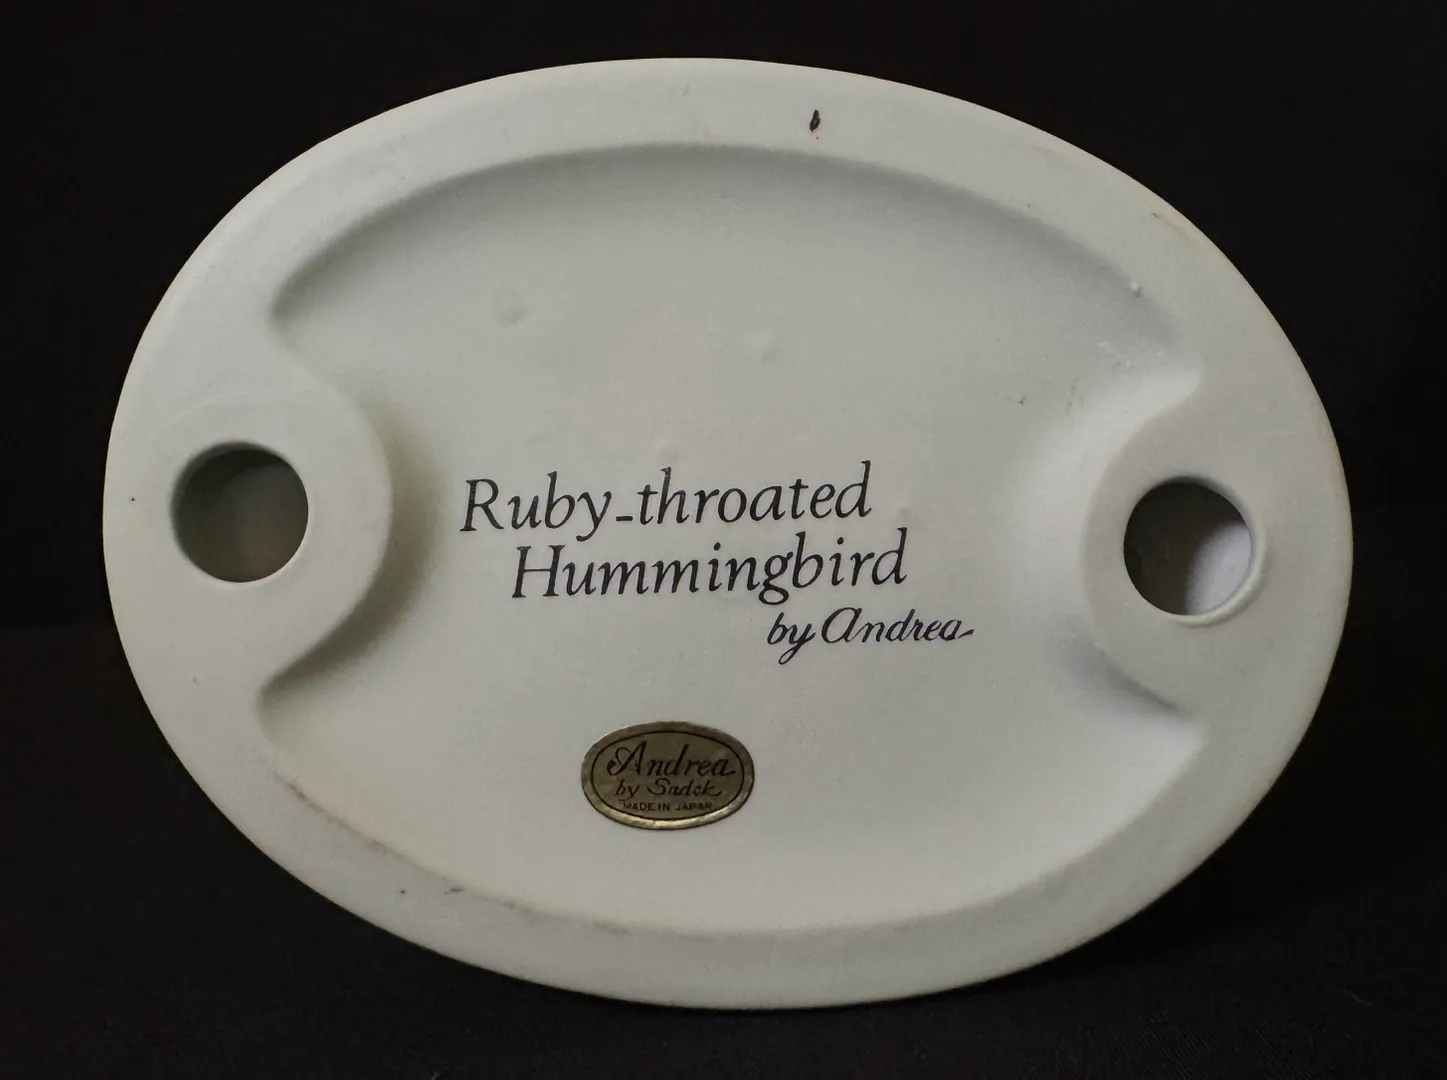 Ruby-throated
Hummingbird
by Andrea
Andrea
by Sadek
MADE IN JAPAN